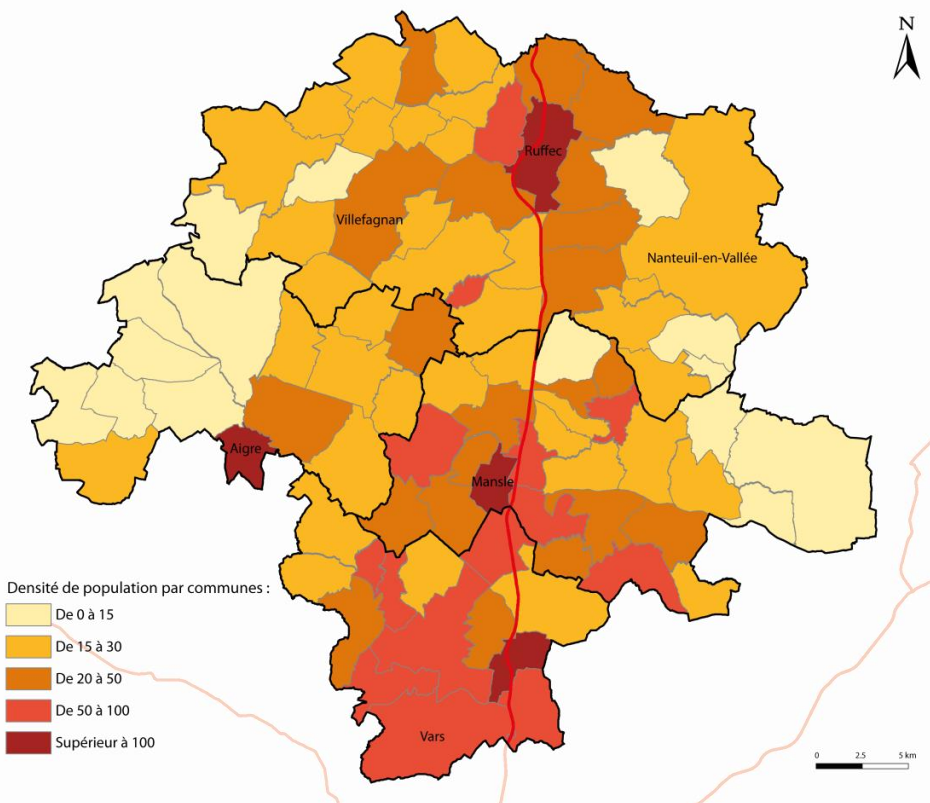 N
Ruffec
Villefagnan
Nanteuil-en-Vallée
Aigre
Mansle
Densité de population par communes :
De 0 à 15
De 15 à 30
De 20 à 50
De 50 à 100
Supérieur à 100
Vars
0 2.5 5 km